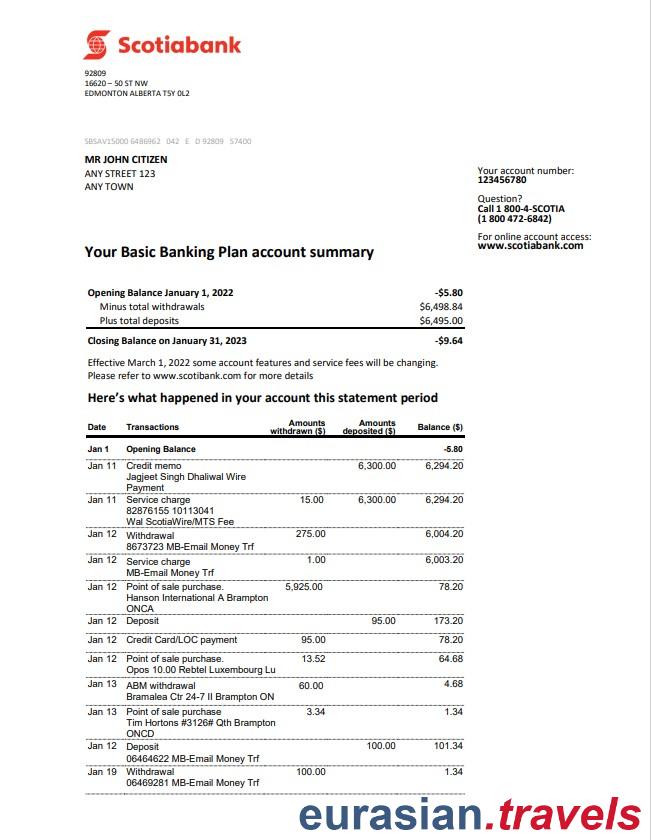 Scotiabank
92809
16620 – 50 ST NW
EDMONTON ALBERTA T5Y 0L2
SBSAV15000 6486962 042 E D 92809 57400
MR JOHN CITIZEN
ANY STREET 123
ANY TOWN
Your account number:
123456780
Question?
Call 1 800-4-SCOTIA
(1 800 472-6842)
For online account access:
www.scotiabank.com
Your Basic Banking Plan account summary
Opening Balance January 1, 2022 -$5.80
Minus total withdrawals $6,498.84
Plus total deposits $6,495.00
Closing Balance on January 31, 2023 -$9.64
Effective March 1, 2022 some account features and service fees will be changing.
Please refer to www.scotibank.com for more details
Here's what happened in your account this statement period
Date Transactions Amounts withdrawn ($) Amounts deposited ($) Balance ($)
Jan 1 Opening Balance -5.80
Jan 11 Credit memo 6,300.00 6,294.20
Jagjeet Singh Dhaliwal Wire
Payment
Jan 11 Service charge 15.00 6,300.00 6,294.20
82876155 10113041
Wal ScotiaWire/MTS Fee
Jan 12 Withdrawal 275.00 6,004.20
8673723 MB-Email Money Trf
Jan 12 Service charge 1.00 6,003.20
MB-Email Money Trf
Jan 12 Point of sale purchase. 5,925.00 78.20
Hanson International A Brampton
ONCA
Jan 12 Deposit 95.00 173.20
Jan 12 Credit Card/LOC payment 95.00 78.20
Jan 12 Point of sale purchase. 13.52 64.68
Opos 10.00 Rebtel Luxembourg Lu
Jan 13 ABM withdrawal 60.00 4.68
Bramalea Ctr 24-7 II Brampton ON
Jan 13 Point of sale purchase 3.34 1.34
Tim Hortons #3126# Qth Brampton
ONCD
Jan 12 Deposit 100.00 101.34
06464622 MB-Email Money Trf
Jan 19 Withdrawal 100.00 1.34
06469281 MB-Email Money Trf
eurasian.travels